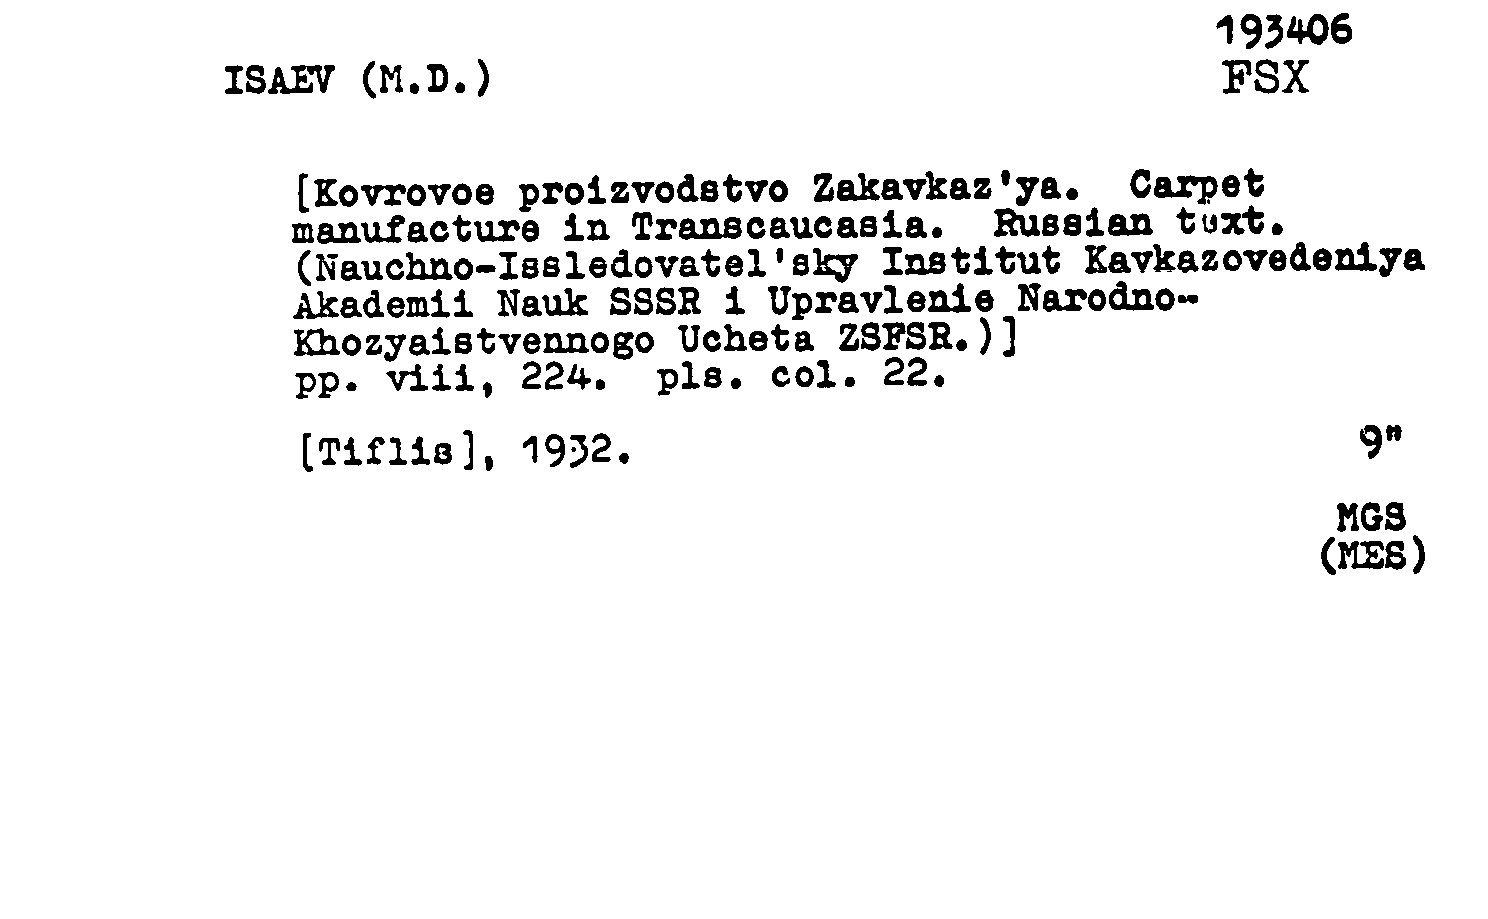 193406
ISAEV (M.D.) FSX
[Kovrovoe proizvodstvo Zakavkaz'ya. Carpet
manufacture in Transcaucasia. Russian text.
(Nauchno-Issledovatel'sky Institut Kavkazovedeniya
Akademii Nauk SSSR i Upravlenie Narodno-
Khozyaistvennogo Ucheta ZSFSR.)]
pp. viii, 224. pls. col. 22.
[Tiflis], 1932. 9"
MGS
(MES)